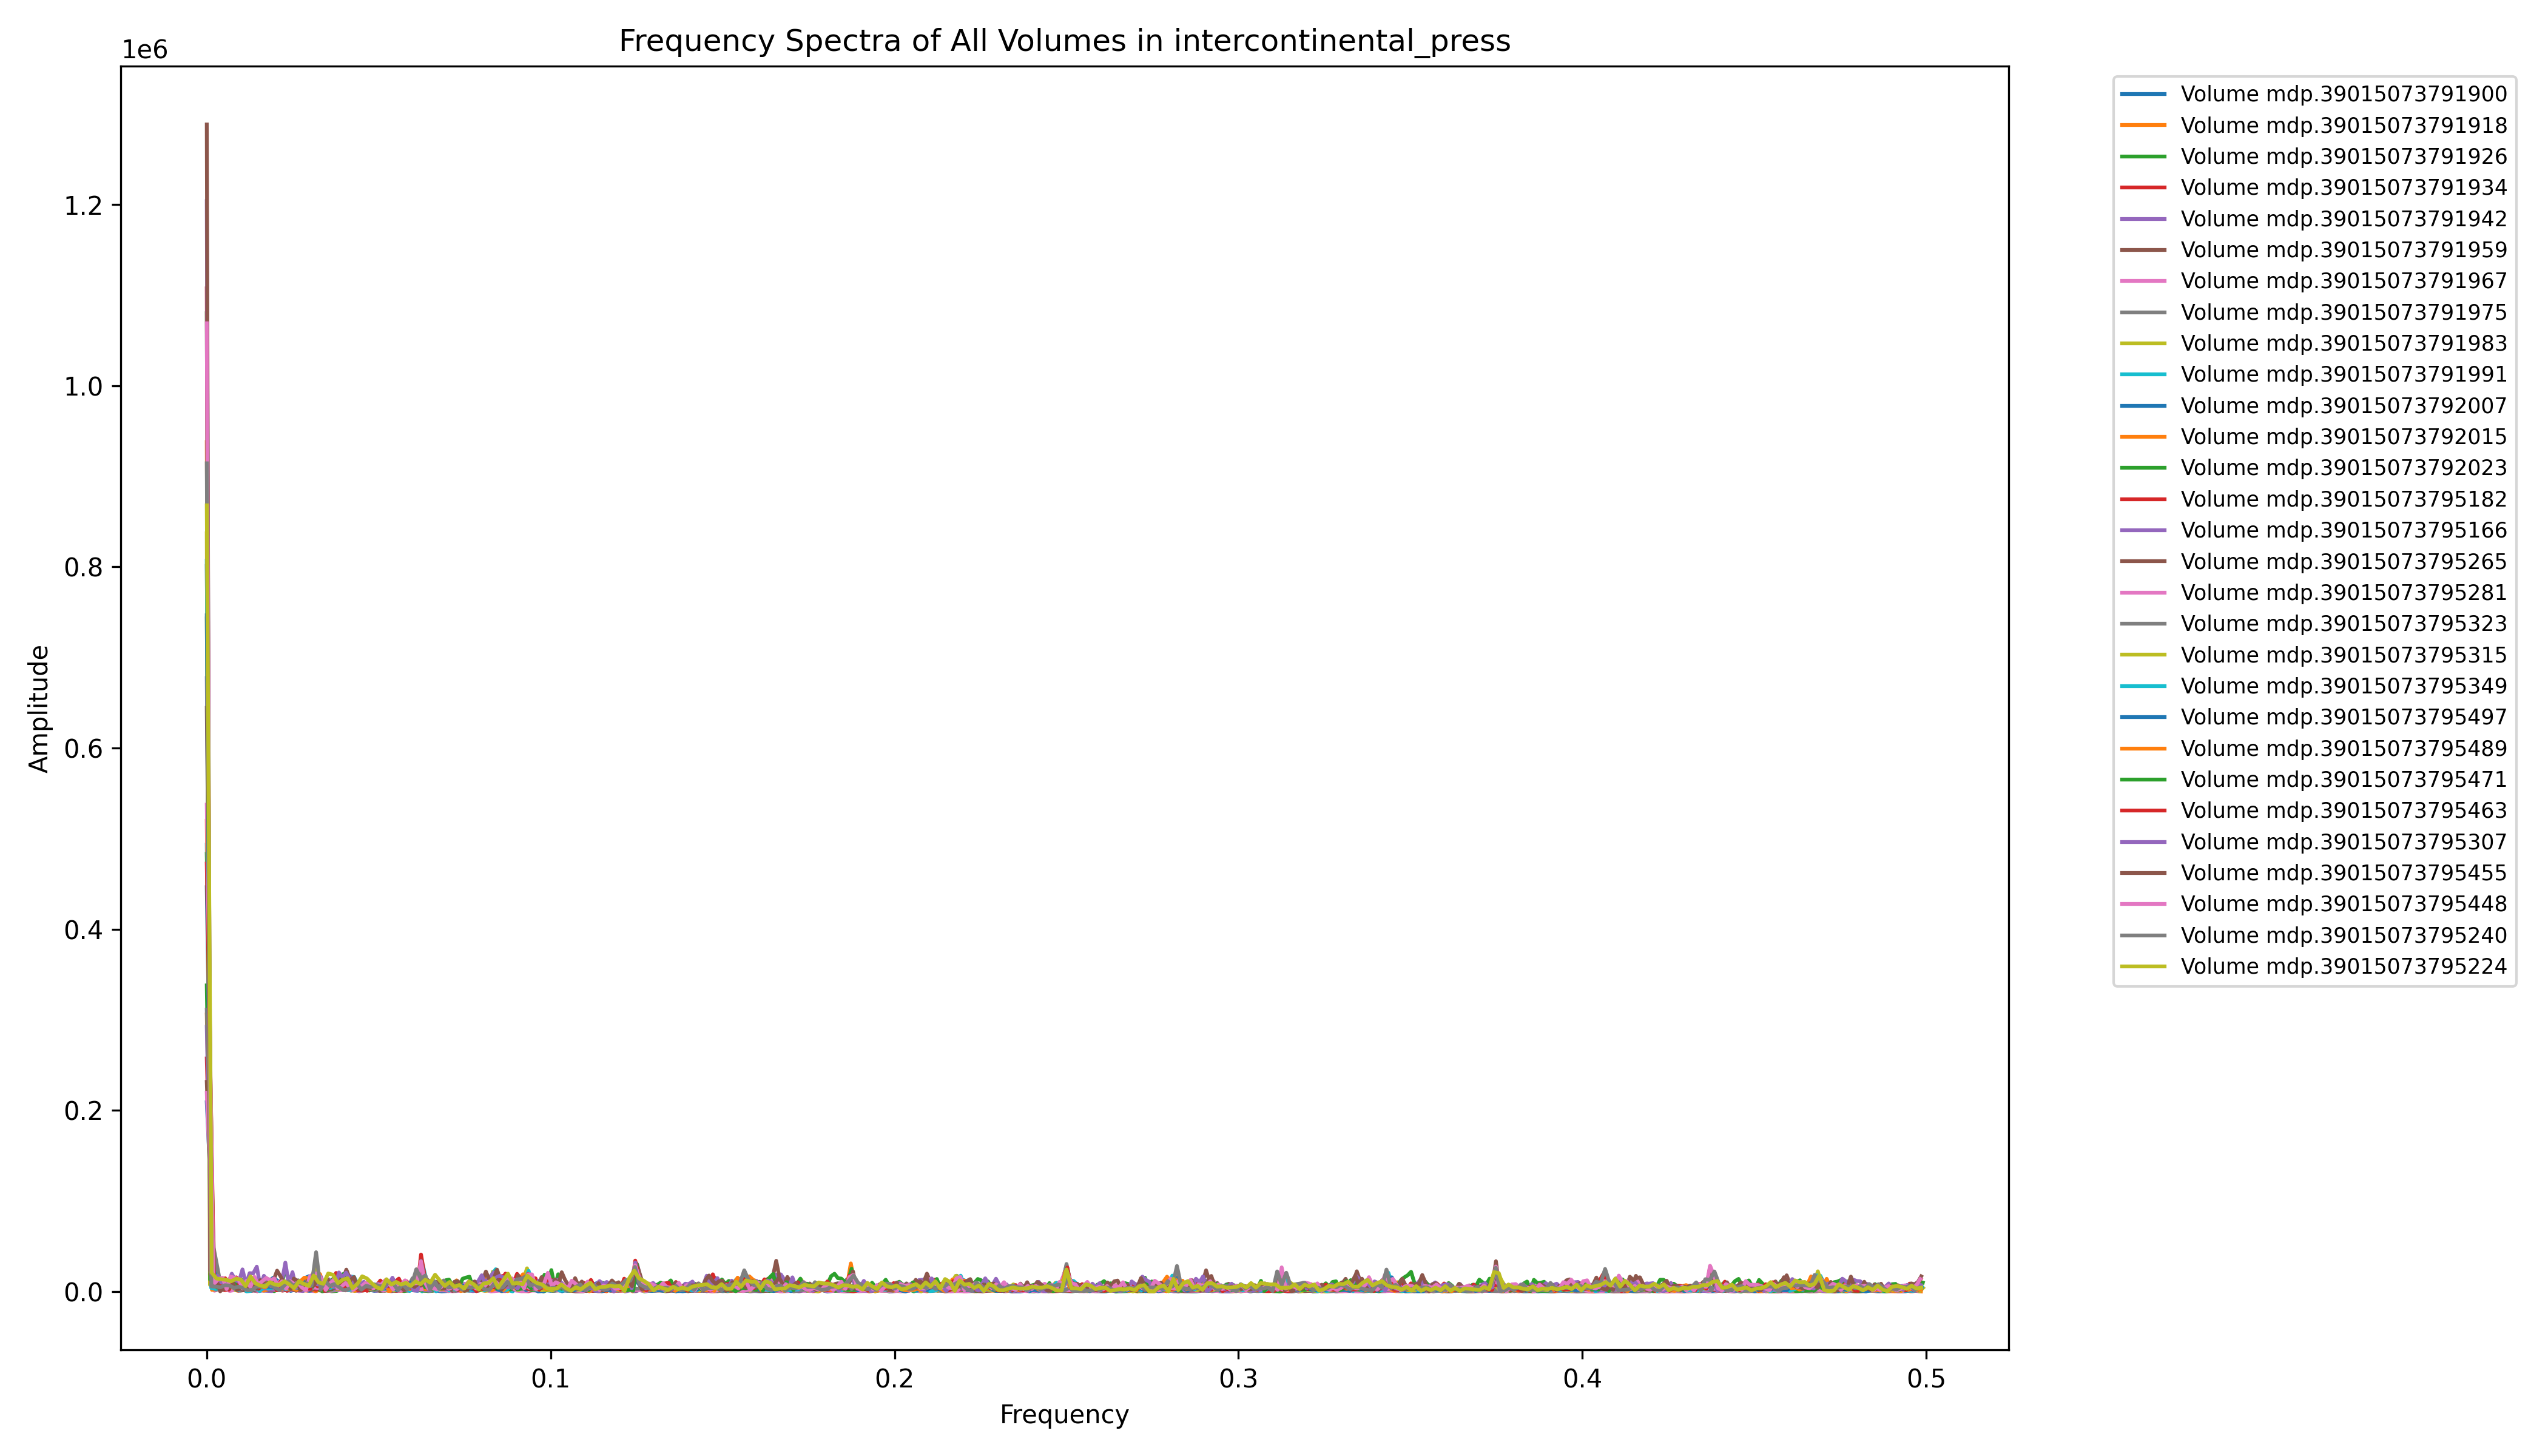 Frequency Spectra of All Volumes in intercontinental_press
1e6
1.2
1.0
0.8
0.6
0.4
0.2
0.0
Amplitude
0.0 0.1 0.2 0.3 0.4 0.5
Frequency
Volume mdp.39015073791900
Volume mdp.39015073791918
Volume mdp.39015073791926
Volume mdp.39015073791934
Volume mdp.39015073791942
Volume mdp.39015073791959
Volume mdp.39015073791967
Volume mdp.39015073791975
Volume mdp.39015073791983
Volume mdp.39015073791991
Volume mdp.39015073792007
Volume mdp.39015073792015
Volume mdp.39015073792023
Volume mdp.39015073795182
Volume mdp.39015073795166
Volume mdp.39015073795265
Volume mdp.39015073795281
Volume mdp.39015073795323
Volume mdp.39015073795315
Volume mdp.39015073795349
Volume mdp.39015073795497
Volume mdp.39015073795489
Volume mdp.39015073795471
Volume mdp.39015073795463
Volume mdp.39015073795307
Volume mdp.39015073795455
Volume mdp.39015073795448
Volume mdp.39015073795240
Volume mdp.39015073795224